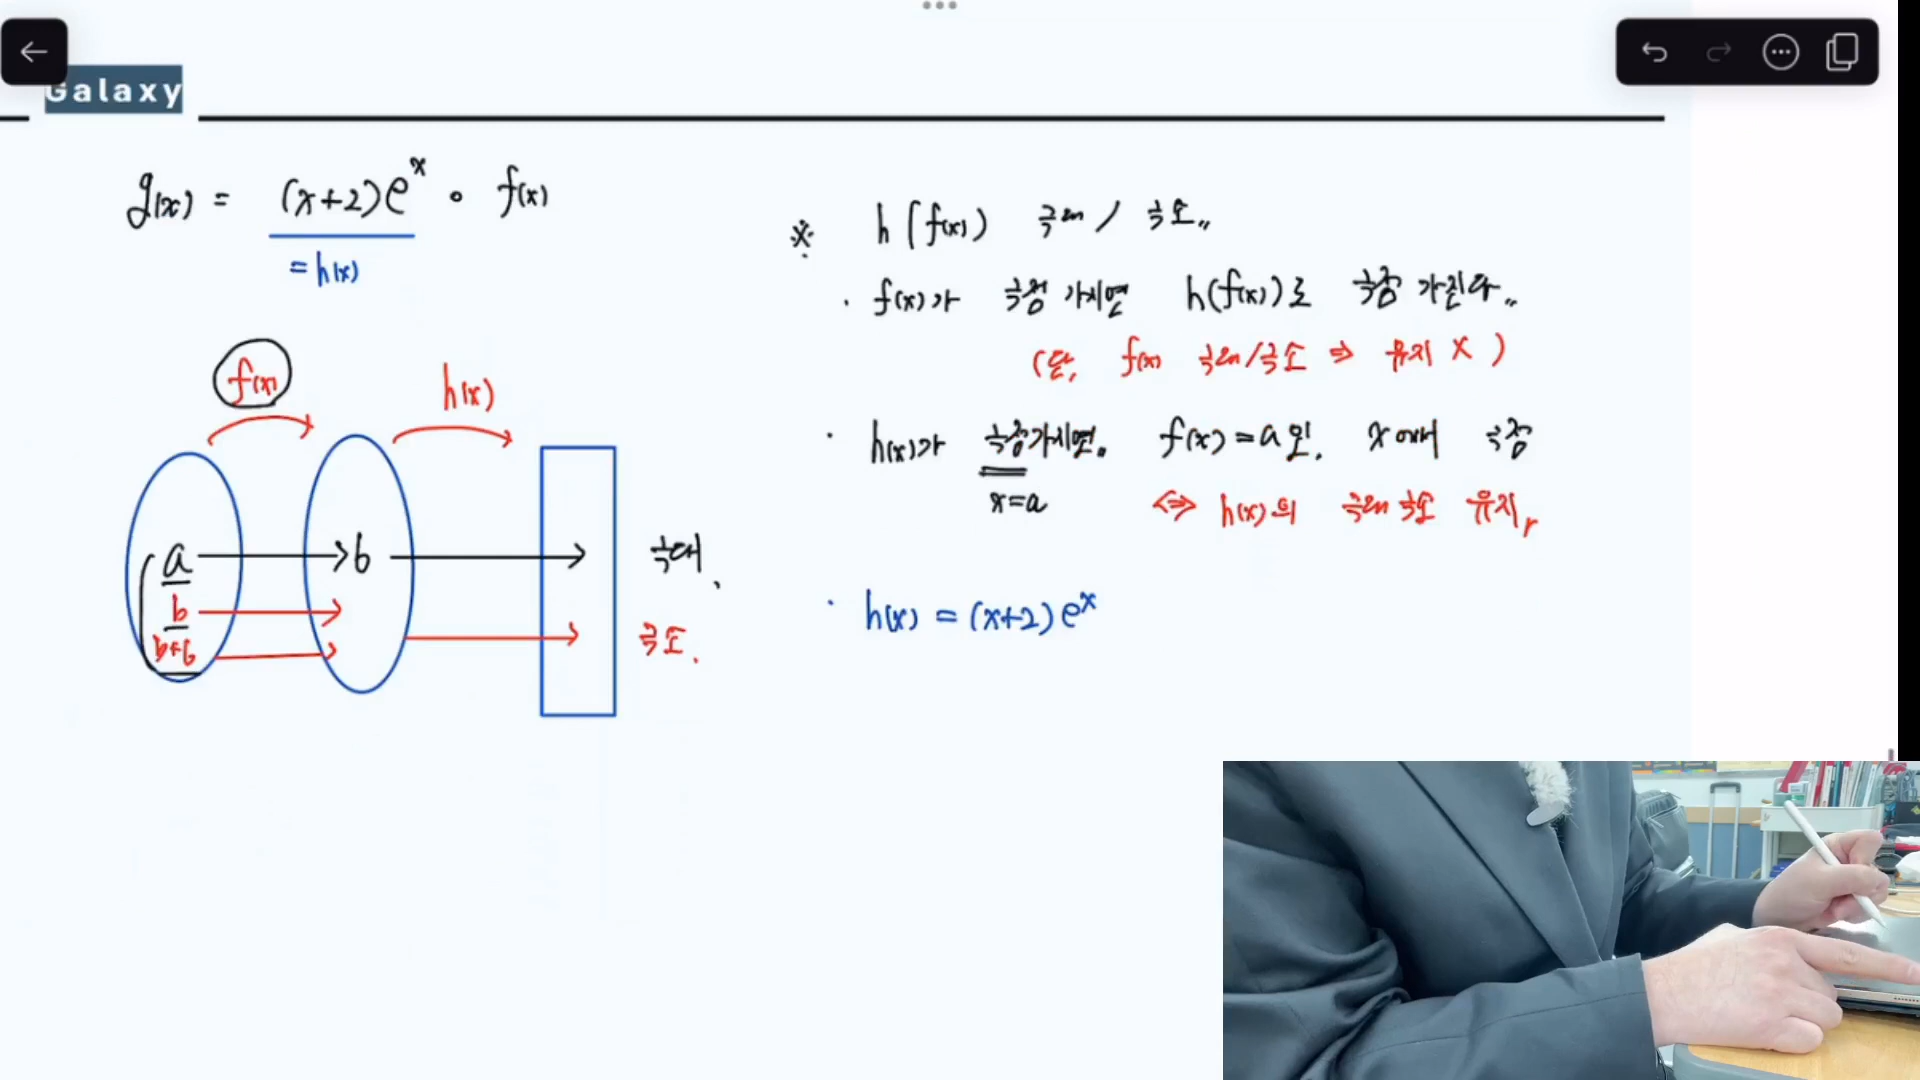 Galaxy
g(x) = (x+2)e^x ∘ f(x)
= h(x)
f(x)
h(x)
a → b → 극대.
b
b+6
극소.
※ h(f(x)) 극대 / 극소..
· f(x)가 극점 가지면 h(f(x))도 극점 가진다..
(단, f(x) 극대/극소 ⇒ 유지 X )
· h(x)가 극점가지면. f(x)=a 인. x에서 극점
x=a
⇔ h(x)의 극대 극소 유지
· h(x) = (x+2) e^x